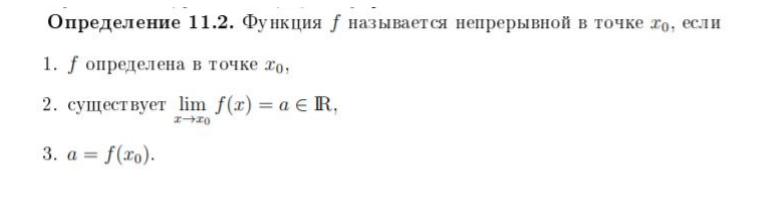 Определение 11.2. Функция f называется непрерывной в точке x₀, если
1. f определена в точке x₀,
2. существует lim f(x) = a ∈ ℝ,
x→x₀
3. a = f(x₀).